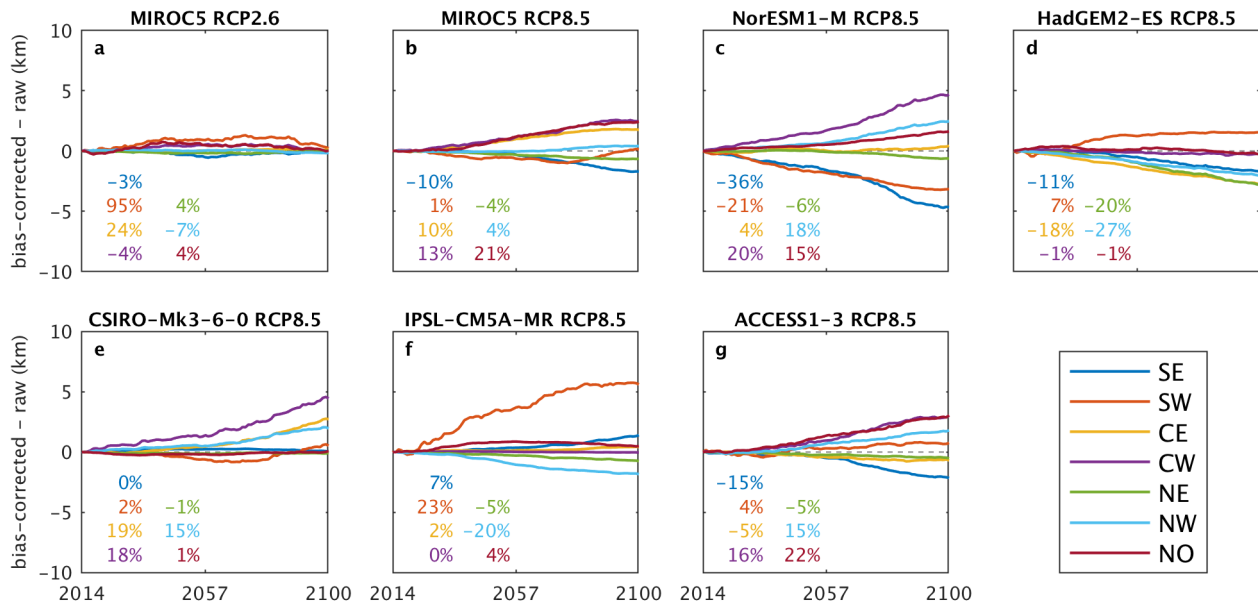 MIROC5 RCP2.6
MIROC5 RCP8.5
NorESM1-M RCP8.5
HadGEM2-ES RCP8.5
bias-corrected - raw (km)
10
5
0
-5
-10
a
-3%
95% 4%
24% -7%
-4% 4%
b
-10%
1% -4%
10% 4%
13% 21%
c
-36%
-21% -6%
4% 18%
20% 15%
d
-11%
7% -20%
-18% -27%
-1% -1%
CSIRO-Mk3-6-0 RCP8.5
IPSL-CM5A-MR RCP8.5
ACCESS1-3 RCP8.5
bias-corrected - raw (km)
10
5
0
-5
-10
e
0%
2% -1%
19% 15%
18% 1%
2014 2057 2100
f
7%
23% -5%
2% -20%
0% 4%
2014 2057 2100
g
-15%
4% -5%
-5% 15%
16% 22%
2014 2057 2100
SE
SW
CE
CW
NE
NW
NO